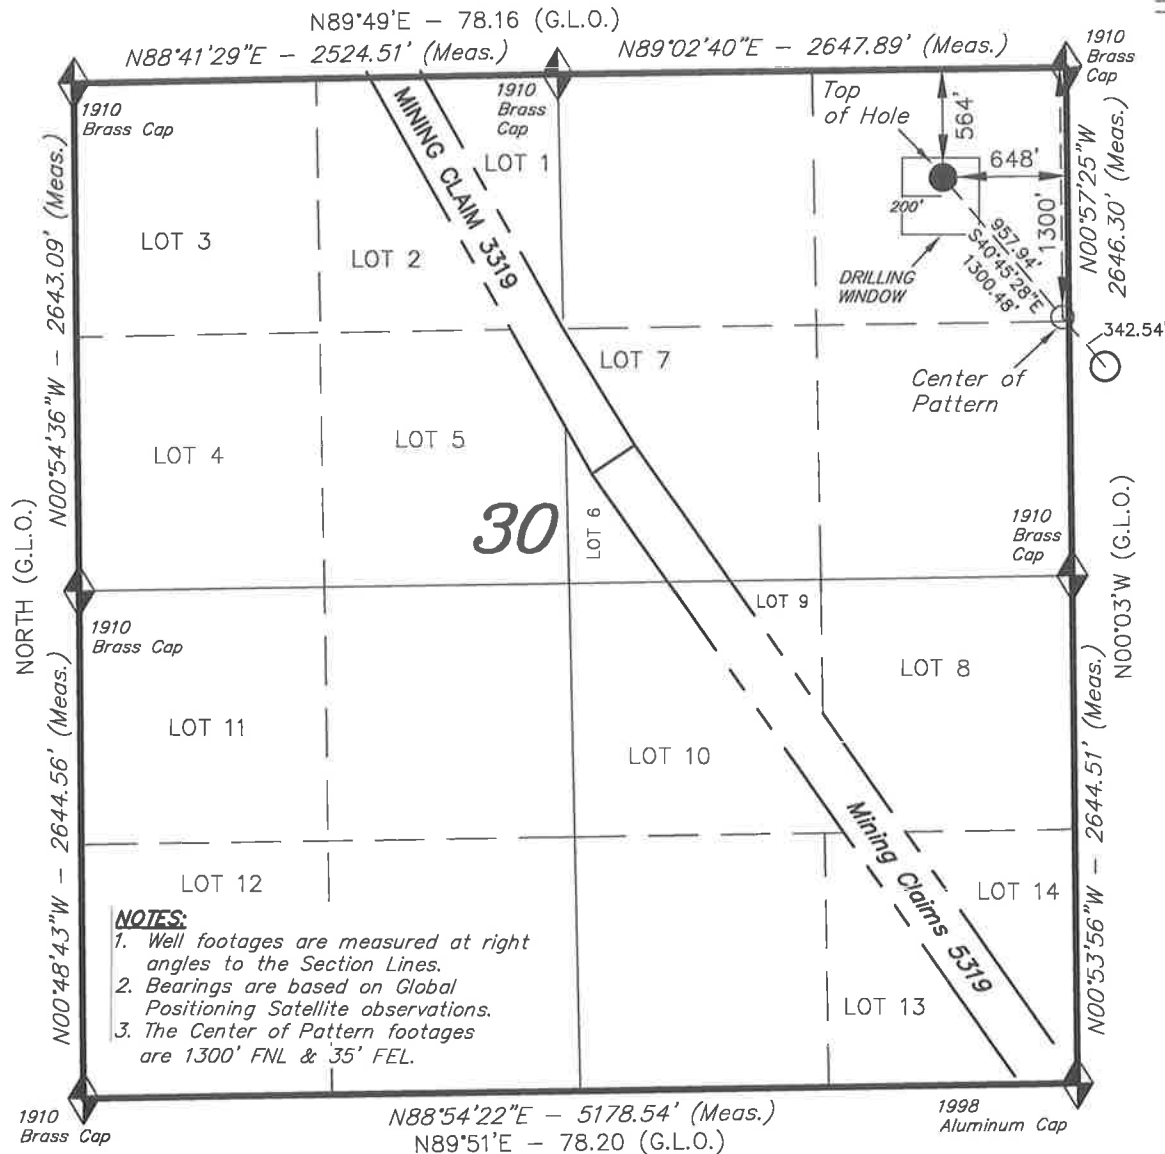 N89°49'E - 78.16 (G.L.O.)
N88°41'29"E - 2524.51' (Meas.)
N89°02'40"E - 2647.89' (Meas.)
1910
Brass
Cap
1910
Brass Cap
1910
Brass
Cap
Top
of Hole
564'
648'
1300'
200'
957.94'
S40°45'28"E
1300.48'
DRILLING
WINDOW
342.54'
Center of
Pattern
N00°57'25"W
2646.30' (Meas.)
MINING CLAIM 3319
LOT 1
LOT 3
LOT 2
LOT 7
LOT 4
LOT 5
LOT 6
30
N00°54'36"W - 2643.09' (Meas.)
NORTH (G.L.O.)
1910
Brass
Cap
N00°03'W (G.L.O.)
1910
Brass Cap
LOT 9
LOT 8
LOT 11
LOT 10
Mining Claims 5319
LOT 12
LOT 14
LOT 13
N00°48'43"W - 2644.56' (Meas.)
N00°53'56"W - 2644.51' (Meas.)
NOTES:
1. Well footages are measured at right
angles to the Section Lines.
2. Bearings are based on Global
Positioning Satellite observations.
3. The Center of Pattern footages
are 1300' FNL & 35' FEL.
1910
Brass Cap
N88°54'22"E - 5178.54' (Meas.)
N89°51'E - 78.20 (G.L.O.)
1998
Aluminum Cap